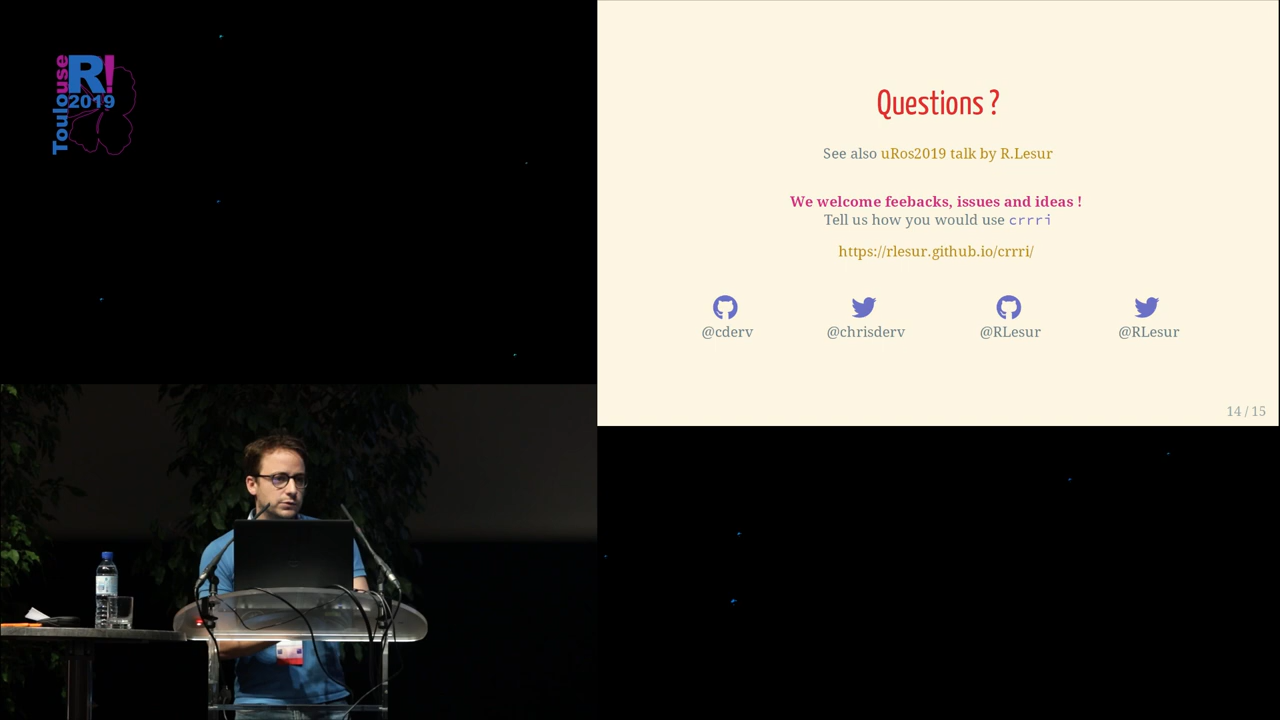 Toulouse
R!
2019
Questions ?
See also uRos2019 talk by R.Lesur
We welcome feebacks, issues and ideas !
Tell us how you would use crrri
https://rlesur.github.io/crrri/
@cderv
@chrisderv
@RLesur
@RLesur
14 / 15